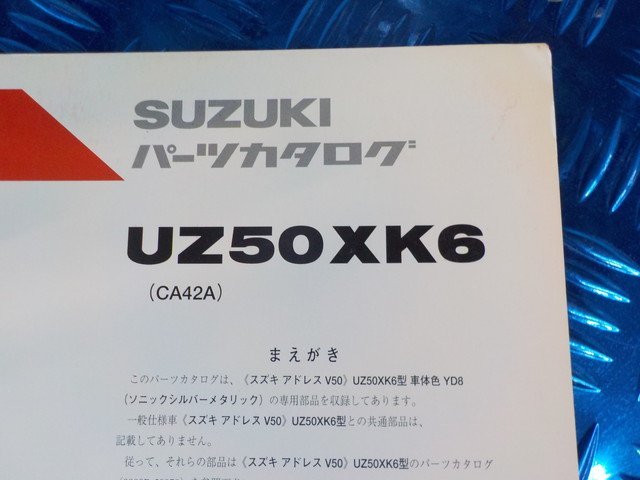 SUZUKI
パーツカタログ
UZ50XK6
(CA42A)
まえがき
このパーツカタログは、《スズキ アドレス V50》UZ50XK6型 車体色 YD8
(ソニックシルバーメタリック)の専用部品を収録してあります。
一般仕様車《スズキ アドレス V50》UZ50XK6型との共通部品は、
記載してありません。
従って、それらの部品は《スズキ アドレス V50》UZ50XK6型のパーツカタログ